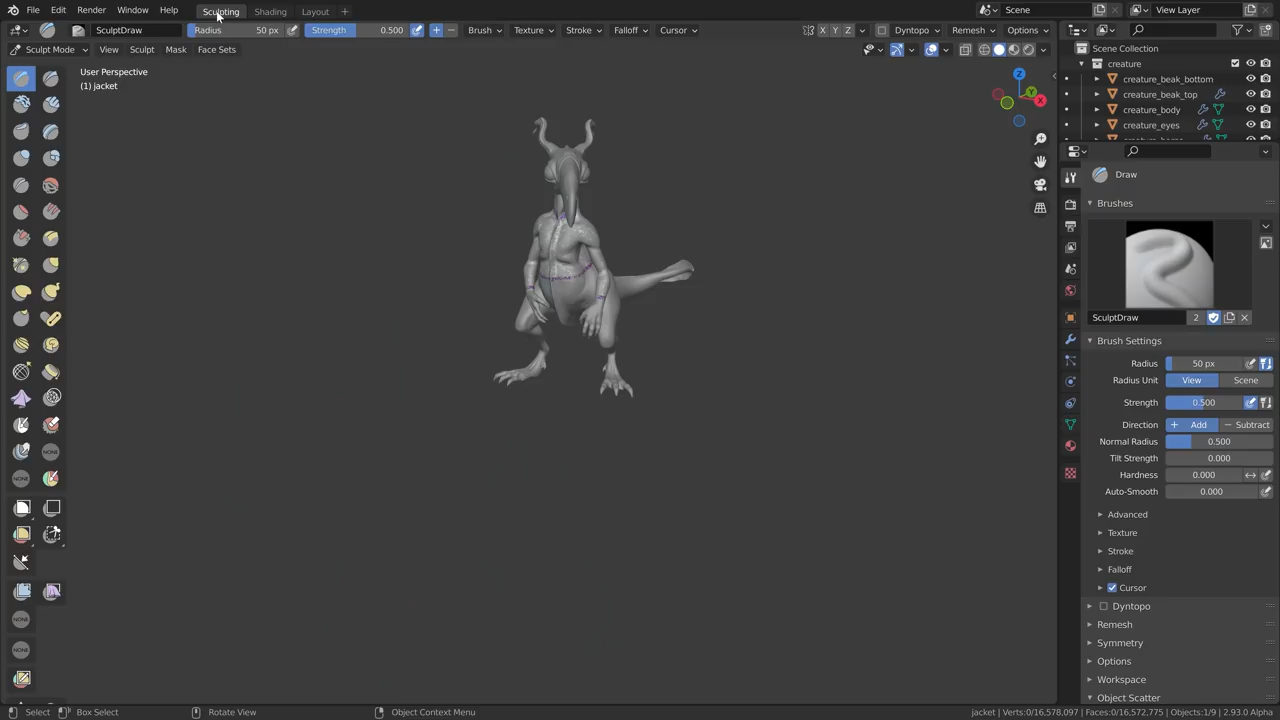 File Edit Render Window Help Sculpting Shading Layout + Scene View Layer
SculptDraw Radius 50 px Strength 0.500 + − Brush Texture Stroke Falloff Cursor X Y Z Dyntopo Remesh Options
Sculpt Mode View Sculpt Mask Face Sets
Scene Collection
creature
creature_beak_bottom
creature_beak_top
creature_body
creature_eyes
User Perspective
(1) jacket
Z
Y
X
Draw
Brushes
SculptDraw 2
Brush Settings
Radius 50 px
Radius Unit View Scene
Strength 0.500
Direction + Add − Subtract
Normal Radius 0.500
Tilt Strength 0.000
Hardness 0.000
Auto-Smooth 0.000
Advanced
Texture
Stroke
Falloff
Cursor
Dyntopo
Remesh
Symmetry
Options
Workspace
Object Scatter
NONE
NONE
NONE
NONE
Select Box Select Rotate View Object Context Menu jacket | Verts:0/16,578,097 | Faces:0/16,572,775 | Objects:1/9 | 2.93.0 Alpha